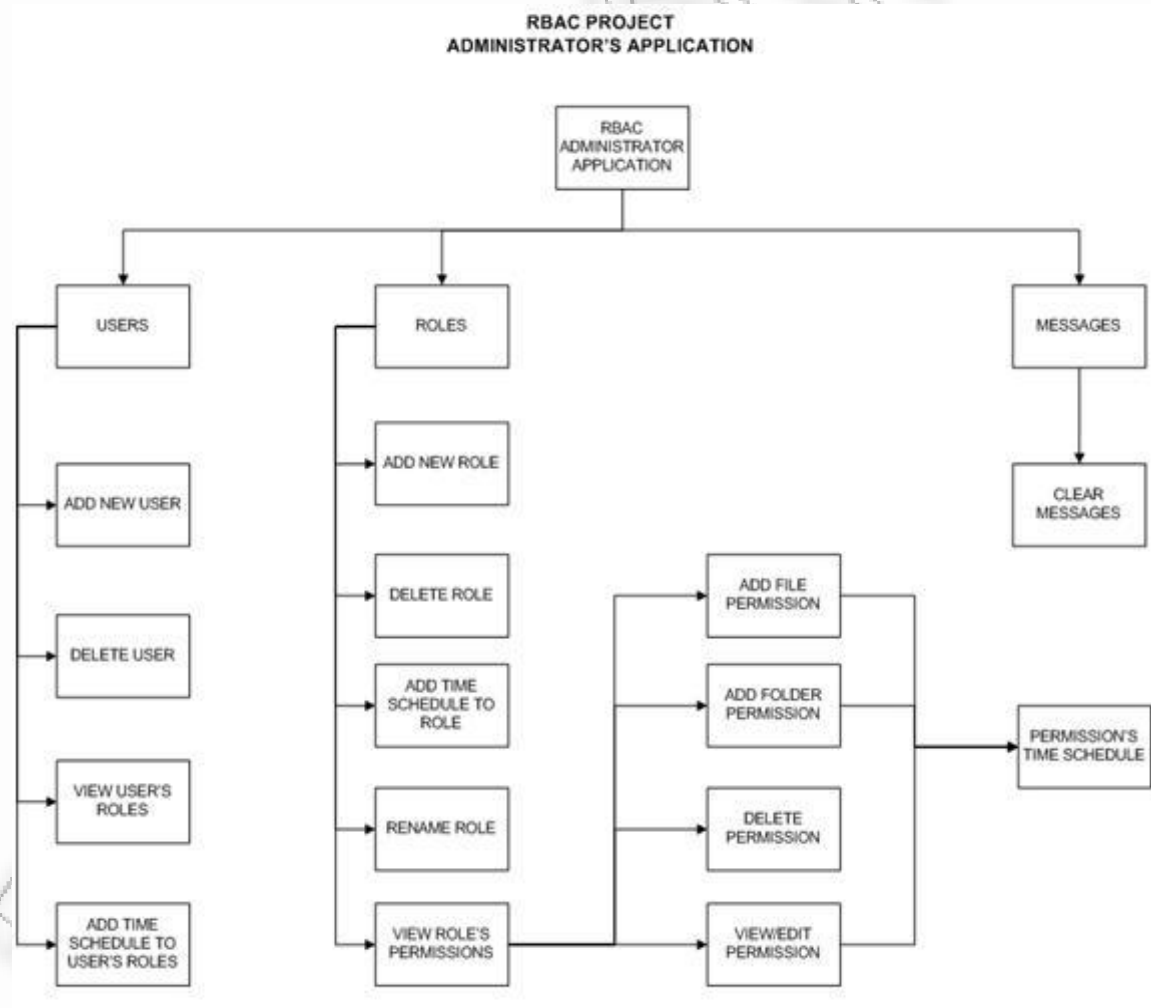 RBAC PROJECT
ADMINISTRATOR'S APPLICATION
RBAC
ADMINISTRATOR
APPLICATION
USERS
ROLES
MESSAGES
ADD NEW USER
ADD NEW ROLE
CLEAR
MESSAGES
DELETE USER
DELETE ROLE
ADD FILE
PERMISSION
ADD TIME
SCHEDULE TO
ROLE
ADD FOLDER
PERMISSION
PERMISSION'S
TIME SCHEDULE
VIEW USER'S
ROLES
RENAME ROLE
DELETE
PERMISSION
ADD TIME
SCHEDULE TO
USER'S ROLES
VIEW ROLE'S
PERMISSIONS
VIEW/EDIT
PERMISSION